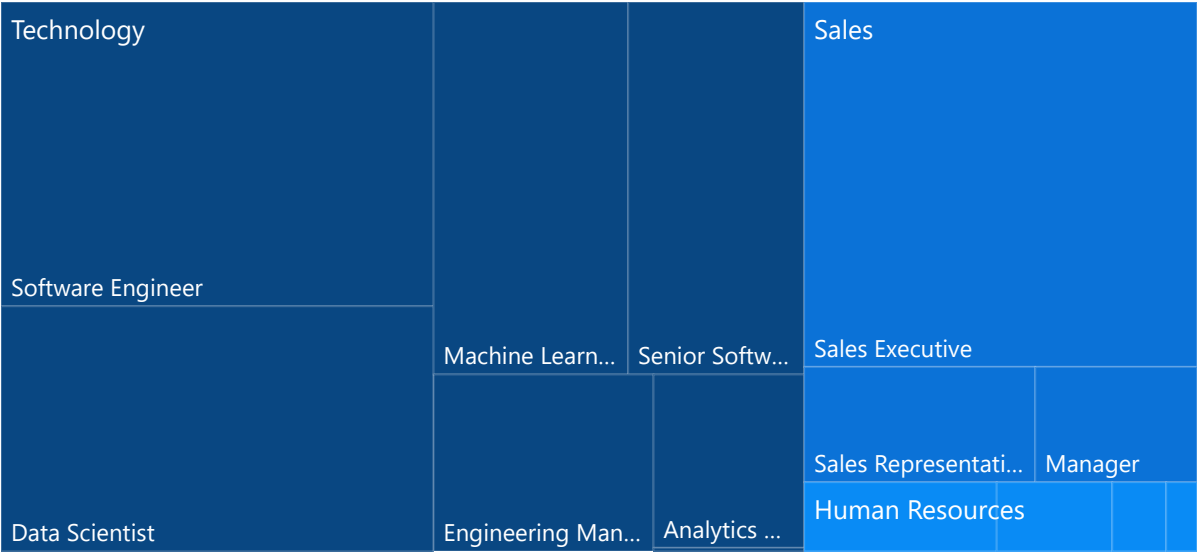 Technology
Software Engineer
Data Scientist
Machine Learn...
Senior Softw...
Engineering Man...
Analytics ...
Sales
Sales Executive
Sales Representati...
Manager
Human Resources